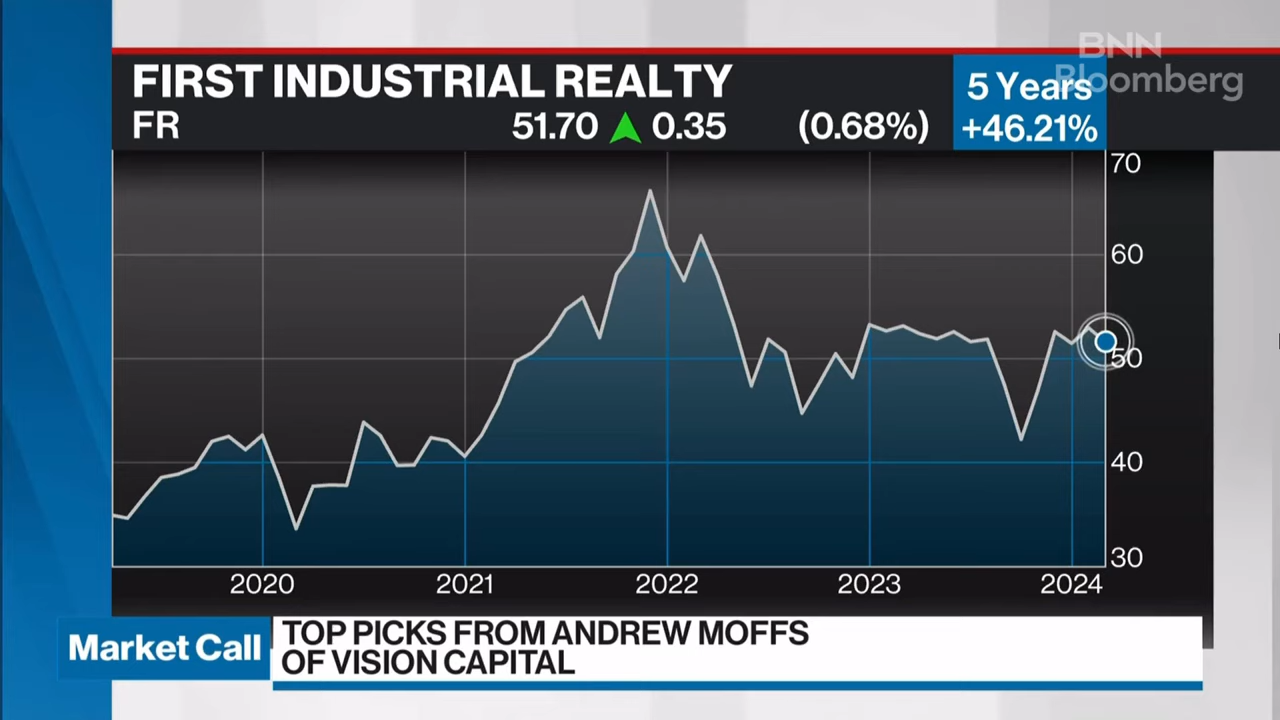 BNN
Bloomberg
FIRST INDUSTRIAL REALTY
FR
51.70 ▲ 0.35 (0.68%)
5 Years
+46.21%
70
60
50
40
30
2020 2021 2022 2023 2024
Market Call
TOP PICKS FROM ANDREW MOFFS
OF VISION CAPITAL